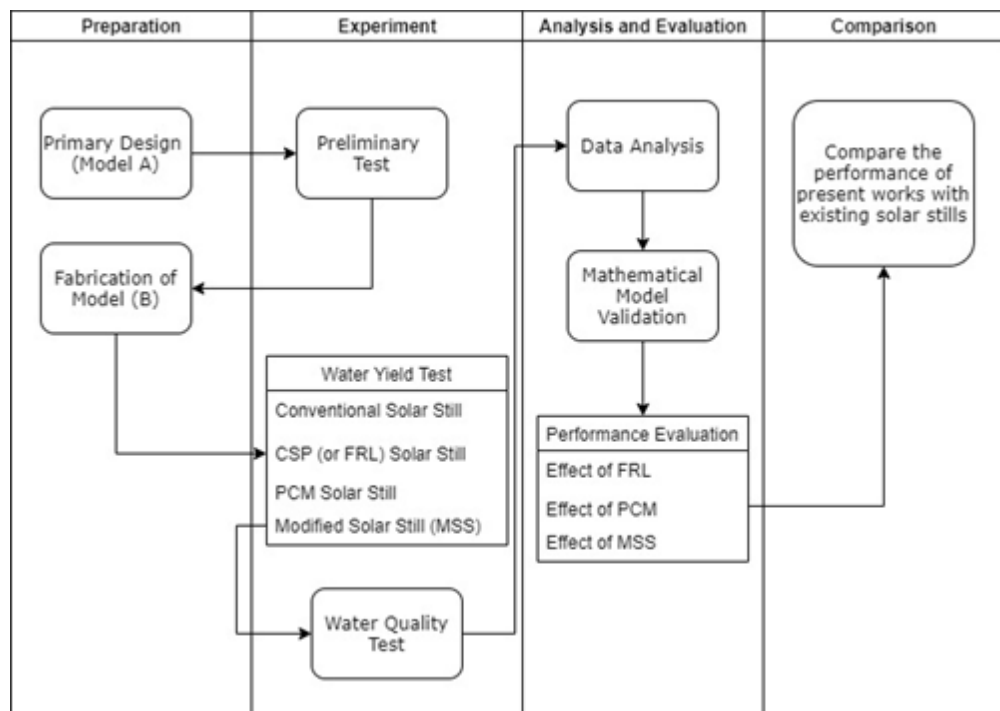 Preparation
Experiment
Analysis and Evaluation
Comparison
Primary Design
(Model A)
Preliminary
Test
Data Analysis
Compare the
performance of
present works with
existing solar stills
Fabrication of
Model (B)
Mathematical
Model
Validation
Water Yield Test
Conventional Solar Still
CSP (or FRL) Solar Still
PCM Solar Still
Modified Solar Still (MSS)
Performance Evaluation
Effect of FRL
Effect of PCM
Effect of MSS
Water Quality
Test